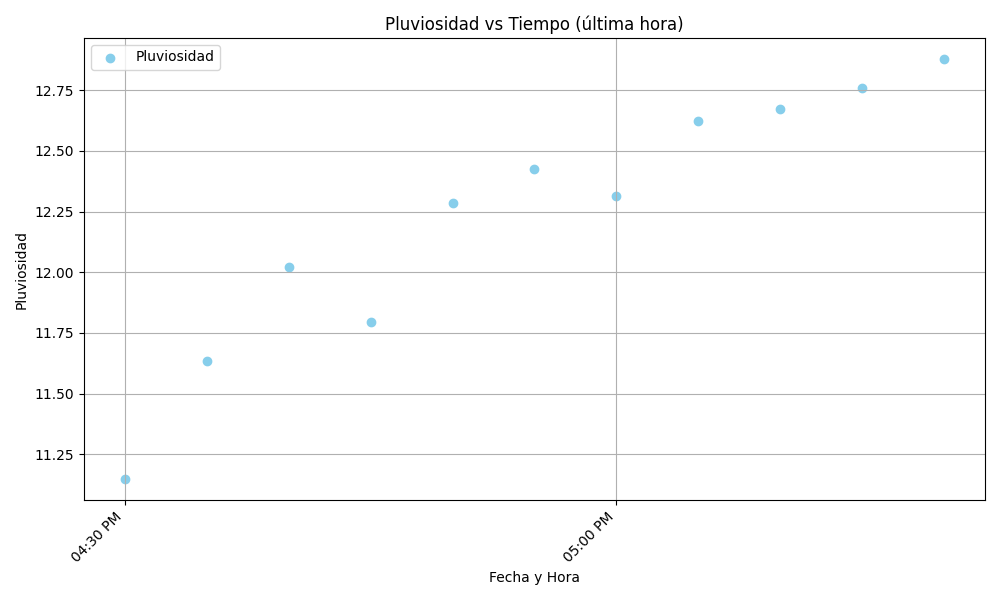 Pluviosidad vs Tiempo (última hora)
Pluviosidad
12.75
12.50
12.25
12.00
11.75
11.50
11.25
Pluviosidad
04:30 PM
05:00 PM
Fecha y Hora